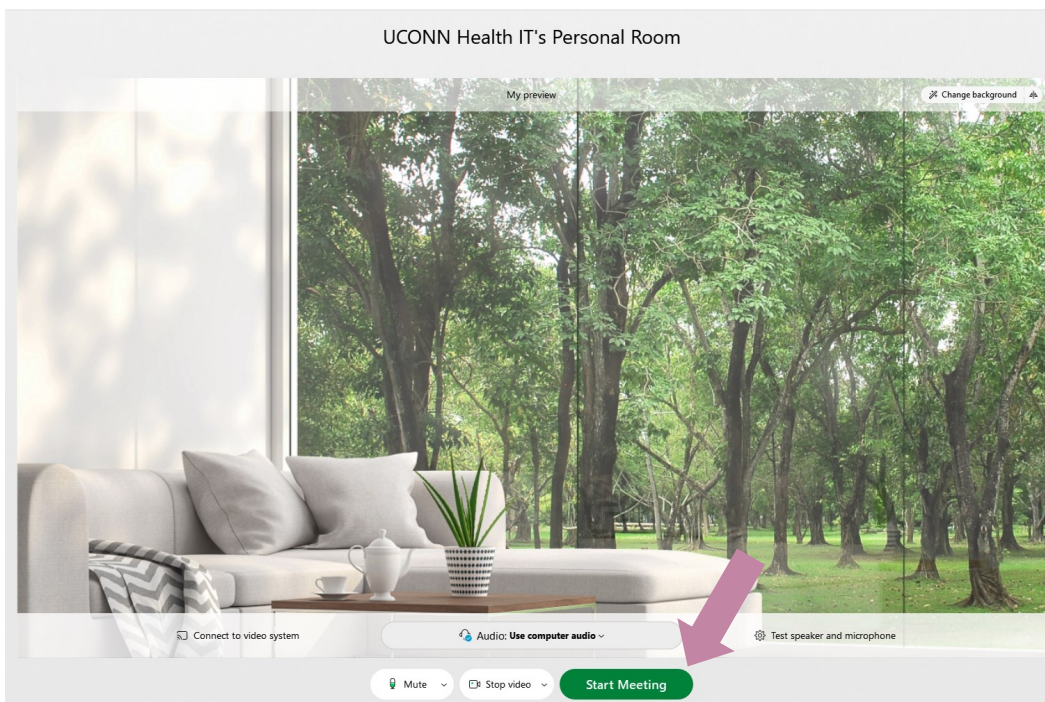 UCONN Health IT's Personal Room
My preview
Change background
Connect to video system
Audio: Use computer audio
Test speaker and microphone
Mute
Stop video
Start Meeting